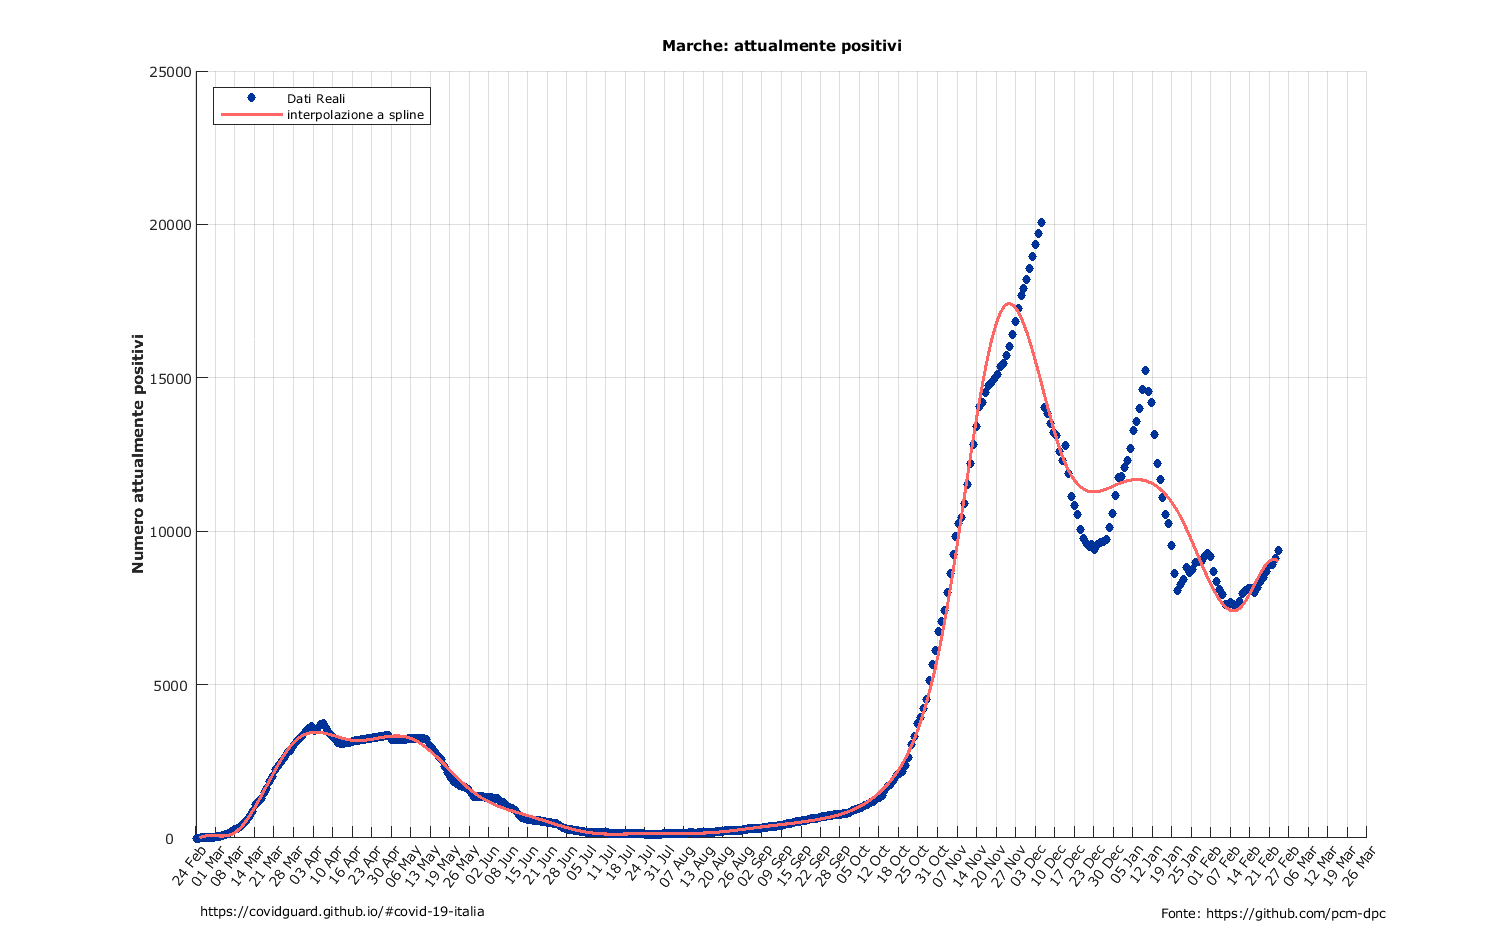 Marche: attualmente positivi
Dati Reali
interpolazione a spline
25000
20000
15000
10000
5000
0
Numero attualmente positivi
24 Feb
01 Mar
08 Mar
14 Mar
21 Mar
28 Mar
03 Apr
10 Apr
16 Apr
23 Apr
30 Apr
06 May
13 May
19 May
26 May
02 Jun
08 Jun
15 Jun
21 Jun
28 Jun
05 Jul
11 Jul
18 Jul
24 Jul
31 Jul
07 Aug
13 Aug
20 Aug
26 Aug
02 Sep
09 Sep
15 Sep
22 Sep
28 Sep
05 Oct
12 Oct
18 Oct
25 Oct
31 Oct
07 Nov
14 Nov
20 Nov
27 Nov
03 Dec
10 Dec
17 Dec
23 Dec
30 Dec
05 Jan
12 Jan
19 Jan
25 Jan
01 Feb
07 Feb
14 Feb
21 Feb
27 Feb
06 Mar
12 Mar
19 Mar
26 Mar
https://covidguard.github.io/#covid-19-italia
Fonte: https://github.com/pcm-dpc